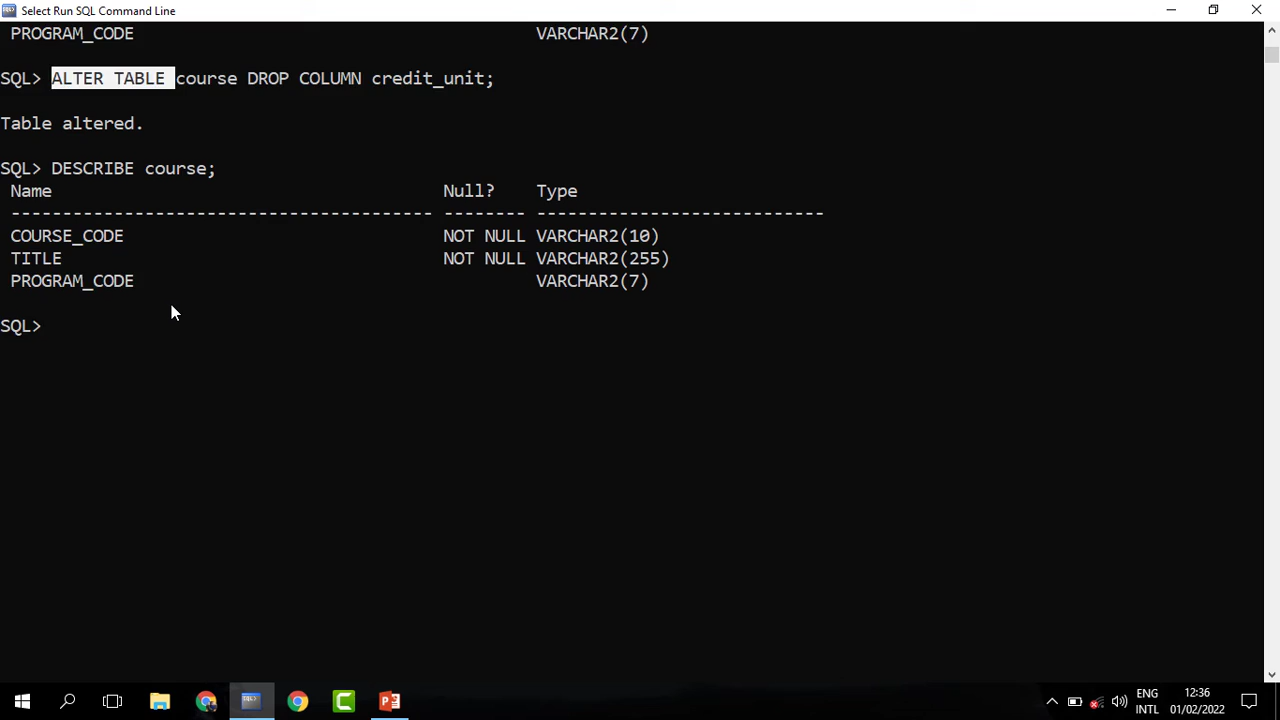 Select Run SQL Command Line
PROGRAM_CODE VARCHAR2(7)
SQL> ALTER TABLE course DROP COLUMN credit_unit;
Table altered.
SQL> DESCRIBE course;
Name Null? Type
----------------------------------------- -------- ----------------------------
COURSE_CODE NOT NULL VARCHAR2(10)
TITLE NOT NULL VARCHAR2(255)
PROGRAM_CODE VARCHAR2(7)
SQL>
ENG 12:36
INTL 01/02/2022